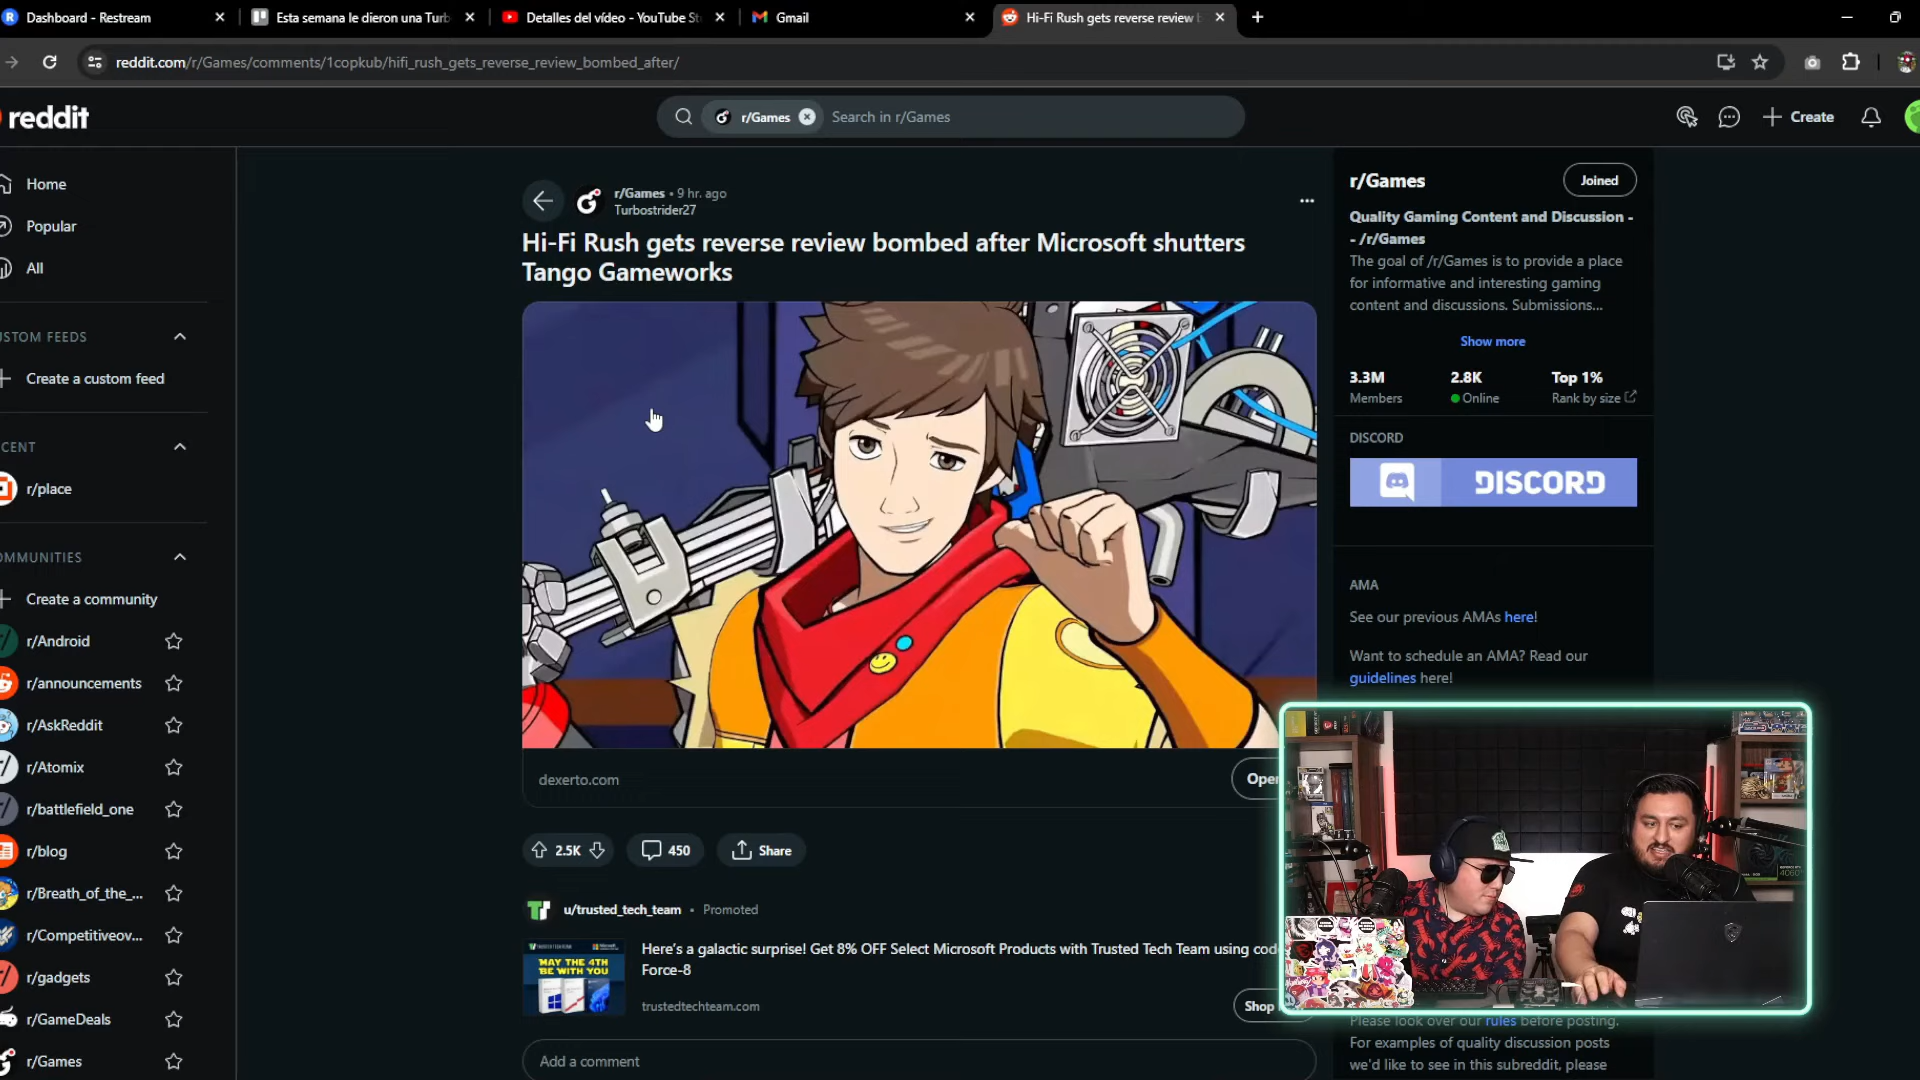 Dashboard - Restream
Esta semana le dieron una Turb
Detalles del vídeo - YouTube St
Gmail
Hi-Fi Rush gets reverse review b
reddit.com/r/Games/comments/1copkub/hifi_rush_gets_reverse_review_bombed_after/
reddit
r/Games
Search in r/Games
Create
Home
Popular
All
USTOM FEEDS
Create a custom feed
CENT
r/place
OMMUNITIES
Create a community
r/Android
r/announcements
r/AskReddit
r/Atomix
r/battlefield_one
r/blog
r/Breath_of_the_...
r/Competitiveov...
r/gadgets
r/GameDeals
r/Games
r/Games • 9 hr. ago
Turbostrider27
Hi-Fi Rush gets reverse review bombed after Microsoft shutters
Tango Gameworks
dexerto.com
Open
2.5K
450
Share
u/trusted_tech_team • Promoted
Here's a galactic surprise! Get 8% OFF Select Microsoft Products with Trusted Tech Team using cod
Force-8
MAY THE 4TH
BE WITH YOU
trustedtechteam.com
Shop
Add a comment
r/Games
Joined
Quality Gaming Content and Discussion -
- /r/Games
The goal of /r/Games is to provide a place
for informative and interesting gaming
content and discussions. Submissions...
Show more
3.3M
Members
2.8K
Online
Top 1%
Rank by size
DISCORD
DISCORD
AMA
See our previous AMAs here!
Want to schedule an AMA? Read our
guidelines here!
Please look over our rules before posting.
For examples of quality discussion posts
we'd like to see in this subreddit, please